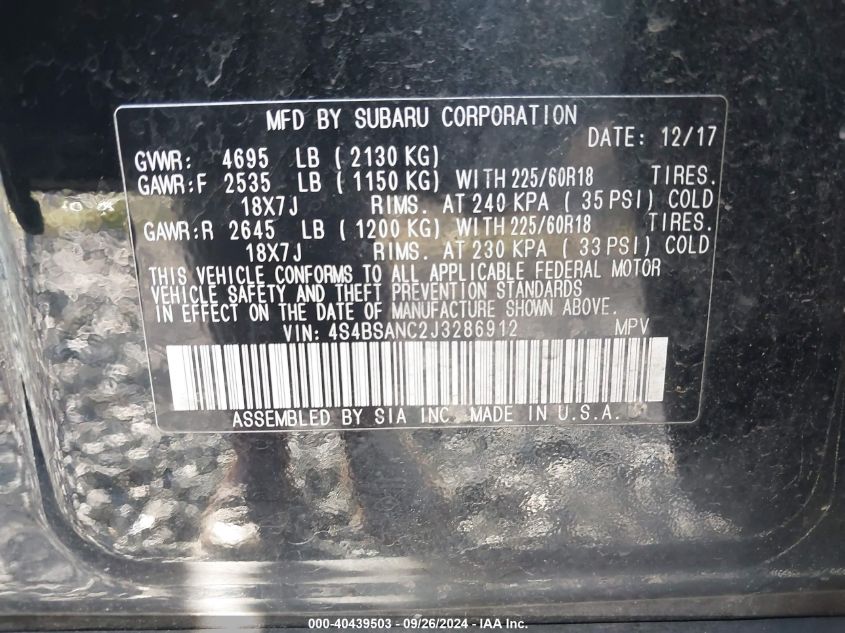 MFD BY SUBARU CORPORATION
DATE: 12/17
GVWR: 4695 LB ( 2130 KG)
GAWR:F 2535 LB ( 1150 KG) WITH 225/60R18 TIRES.
18X7J RIMS. AT 240 KPA ( 35 PSI) COLD
GAWR:R 2645 LB ( 1200 KG) WITH 225/60R18 TIRES.
18X7J RIMS. AT 230 KPA ( 33 PSI) COLD
THIS VEHICLE CONFORMS TO ALL APPLICABLE FEDERAL MOTOR
VEHICLE SAFETY AND THEFT PREVENTION STANDARDS
IN EFFECT ON THE DATE OF MANUFACTURE SHOWN ABOVE.
VIN: 4S4BSANC2J3286912 MPV
ASSEMBLED BY SIA INC. MADE IN U.S.A.
000-40439503 - 09/26/2024 - IAA Inc.